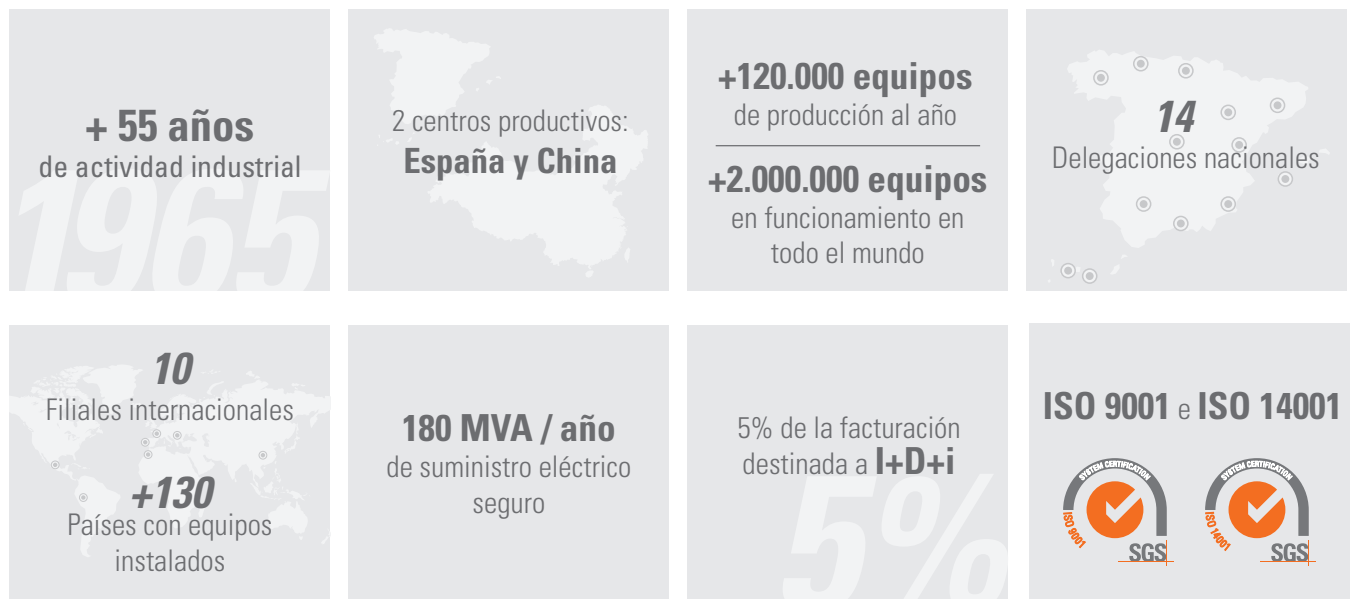 + 55 años
de actividad industrial
1965
2 centros productivos:
España y China
+120.000 equipos
de producción al año
+2.000.000 equipos
en funcionamiento en
todo el mundo
14
Delegaciones nacionales
10
Filiales internacionales
+130
Países con equipos
instalados
180 MVA / año
de suministro eléctrico
seguro
5% de la facturación
destinada a I+D+i
5%
ISO 9001 e ISO 14001
SYSTEM CERTIFICATION
ISO 9001
SGS
SYSTEM CERTIFICATION
ISO 14001
SGS